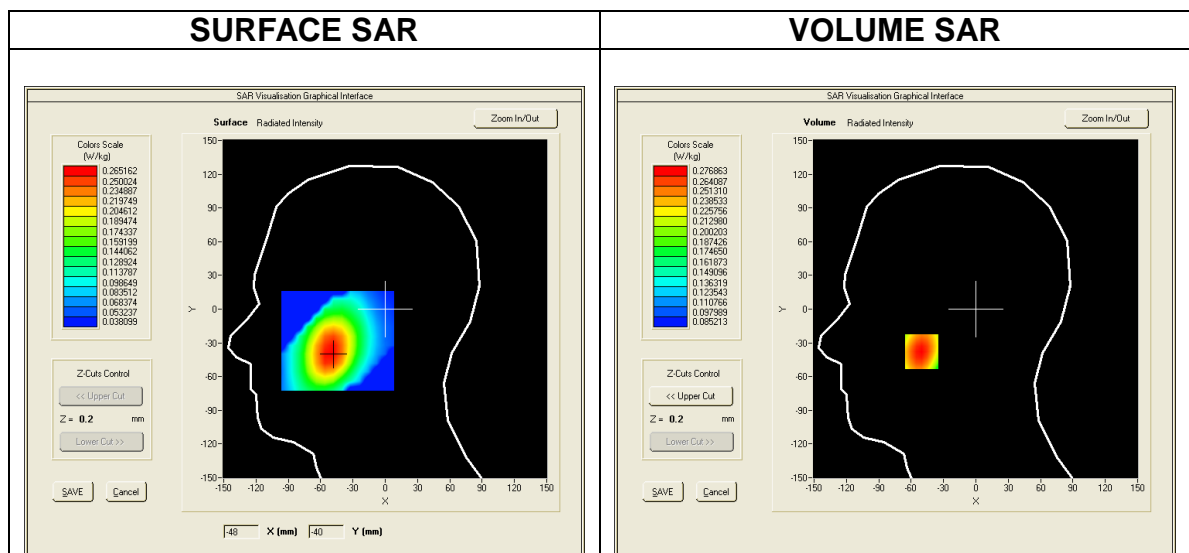 SURFACE SAR
SAR Visualisation Graphical Interface
Surface Radiated Intensity
Zoom In/Out
Colors Scale
(W/kg)
0.265162
0.250024
0.234887
0.219749
0.204612
0.189474
0.174337
0.159199
0.144062
0.128924
0.113787
0.098649
0.083512
0.068374
0.053237
0.038099
Z-Cuts Control
<< Upper Cut
Z = 0.2 mm
Lower Cut >>
SAVE Cancel
150
120
90
60
30
0
-30
-60
-90
-120
-150
Y
-150 -120 -90 -60 -30 0 30 60 90 120 150
X
-48 X (mm) -40 Y (mm)
VOLUME SAR
SAR Visualisation Graphical Interface
Volume Radiated Intensity
Zoom In/Out
Colors Scale
(W/kg)
0.276863
0.264087
0.251310
0.238533
0.225756
0.212980
0.200203
0.187426
0.174650
0.161873
0.149096
0.136319
0.123543
0.110766
0.097989
0.085213
Z-Cuts Control
<< Upper Cut
Z = 0.2 mm
Lower Cut >>
SAVE Cancel
150
120
90
60
30
0
-30
-60
-90
-120
-150
Y
-150 -120 -90 -60 -30 0 30 60 90 120 150
X